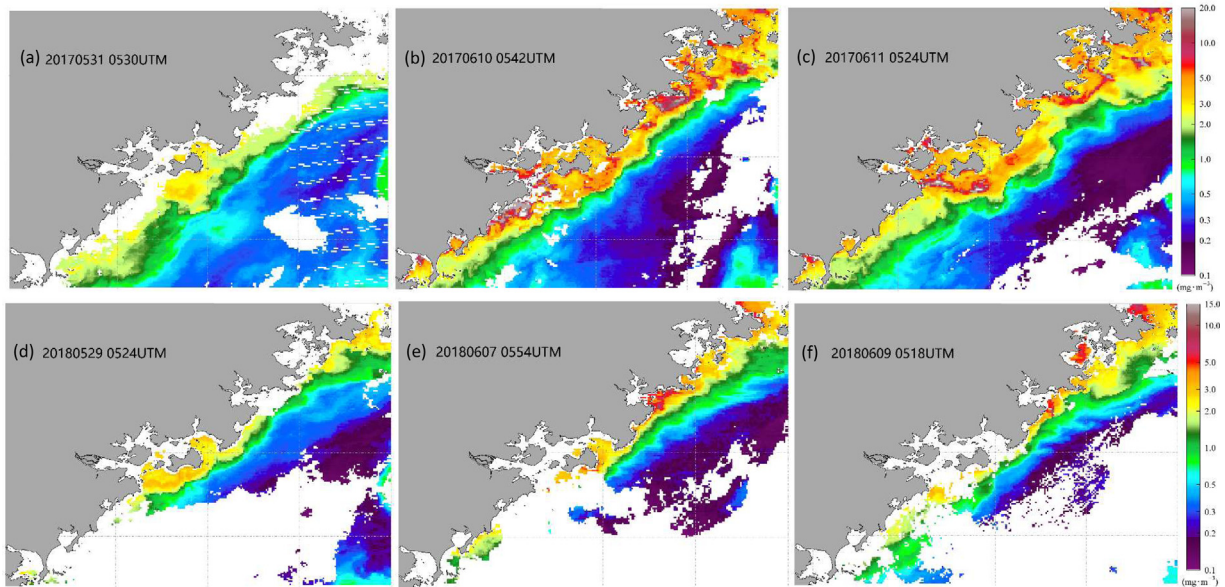 (a) 20170531 0530UTM
(b) 20170610 0542UTM
(c) 20170611 0524UTM
20.0
10.0
5.0
3.0
2.0
1.0
0.5
0.3
0.2
0.1
(mg·m⁻³)
(d) 20180529 0524UTM
(e) 20180607 0554UTM
(f) 20180609 0518UTM
15.0
10.0
5.0
3.0
2.0
1.0
0.5
0.3
0.2
0.1
(mg·m⁻³)